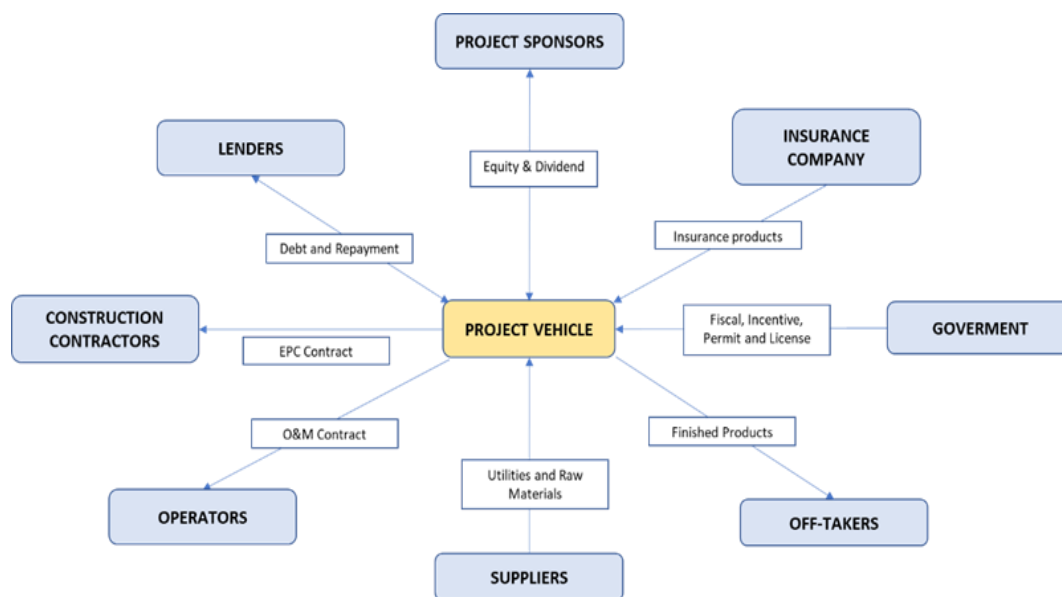 PROJECT SPONSORS
LENDERS
INSURANCE
COMPANY
Equity & Dividend
Insurance products
Debt and Repayment
CONSTRUCTION
CONTRACTORS
PROJECT VEHICLE
Fiscal, Incentive,
Permit and License
GOVERMENT
EPC Contract
O&M Contract
Finished Products
Utilities and Raw
Materials
OPERATORS
OFF-TAKERS
SUPPLIERS